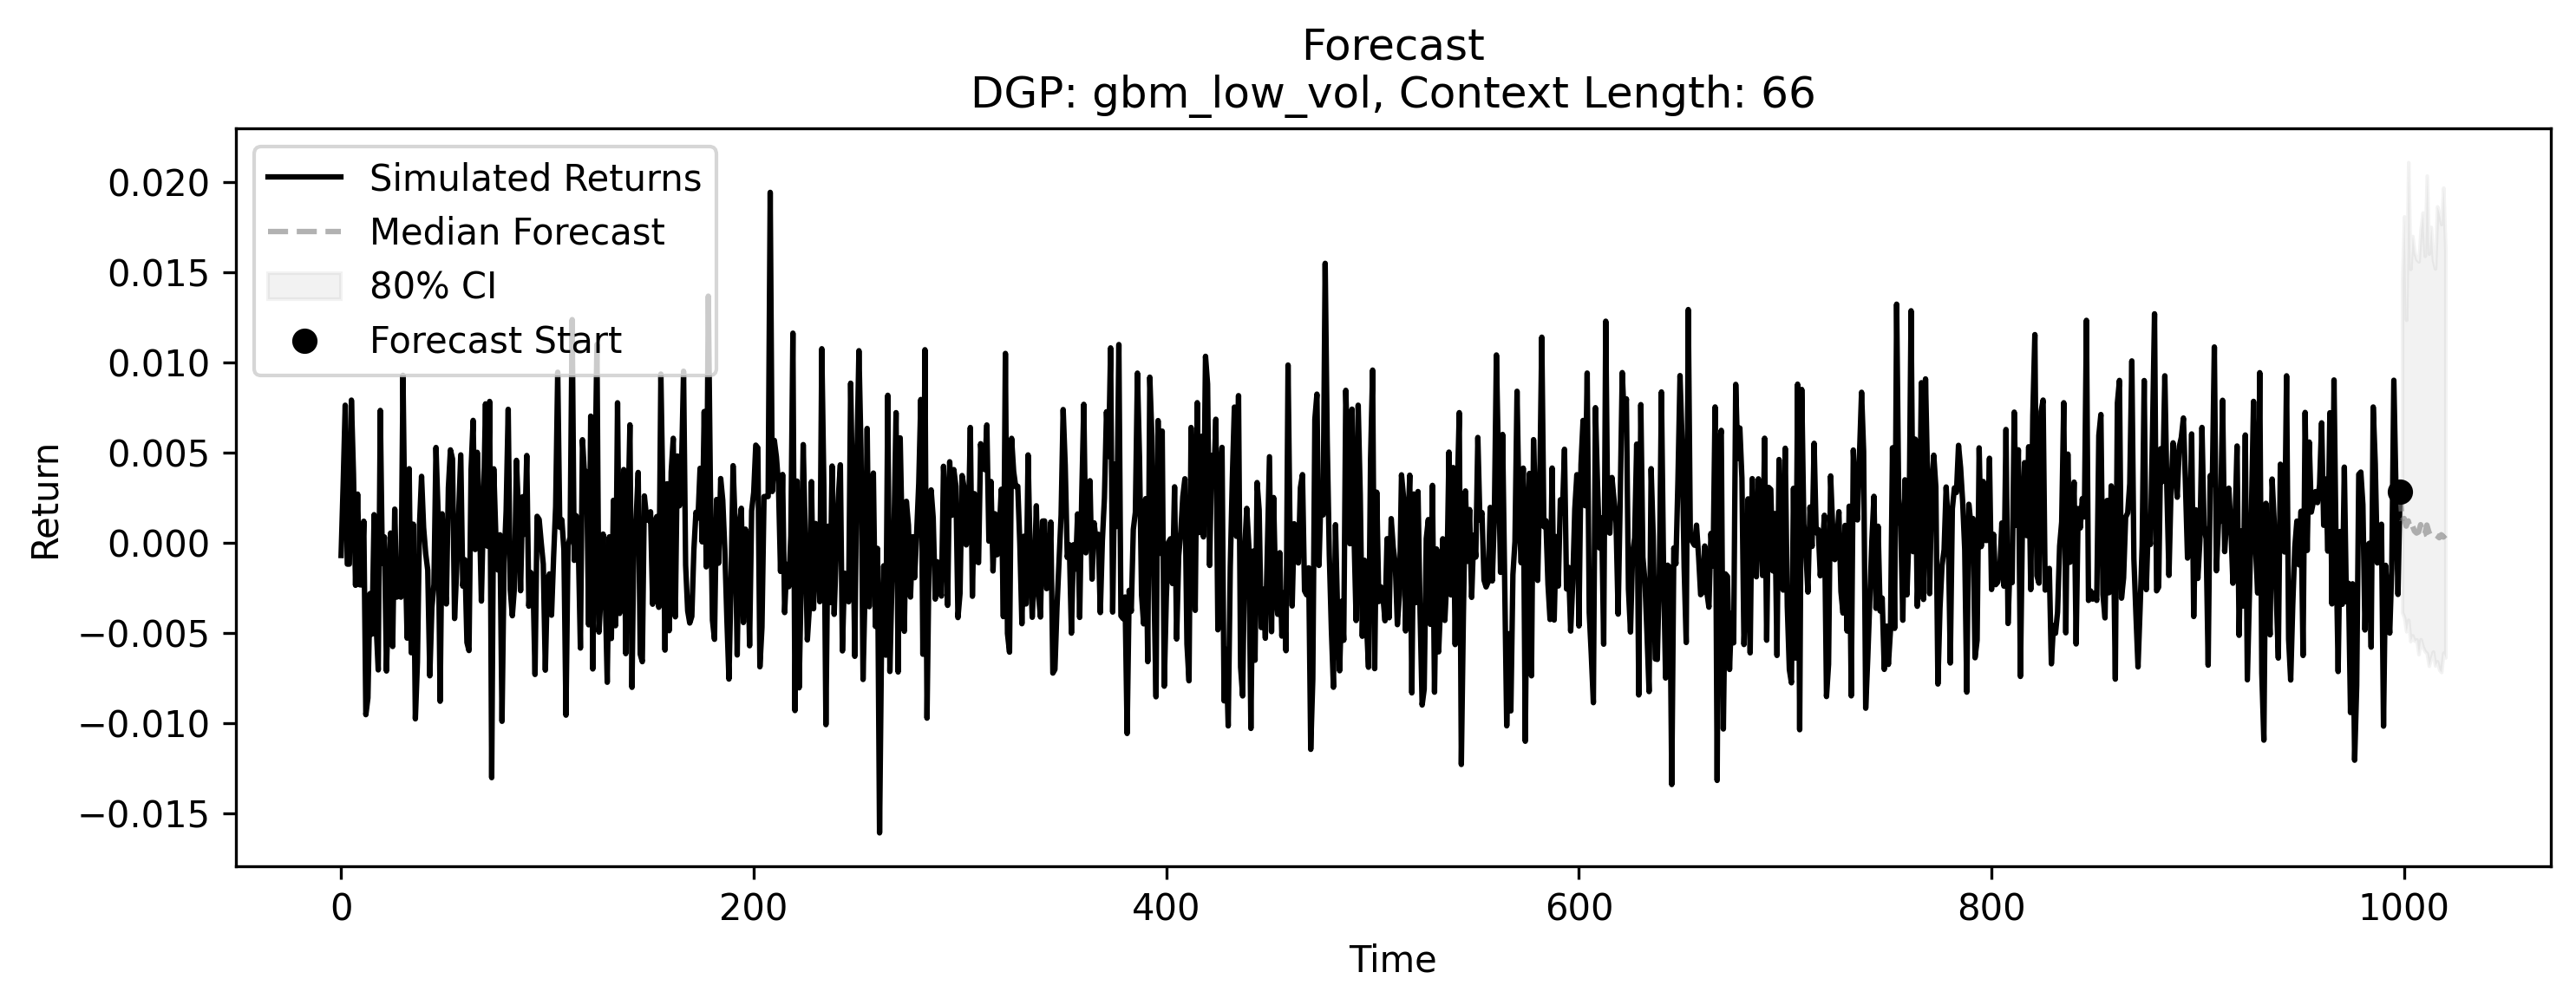 Forecast
DGP: gbm_low_vol, Context Length: 66
Simulated Returns
Median Forecast
80% CI
Forecast Start
0.020
0.015
0.010
0.005
0.000
−0.005
−0.010
−0.015
Return
0 200 400 600 800 1000
Time